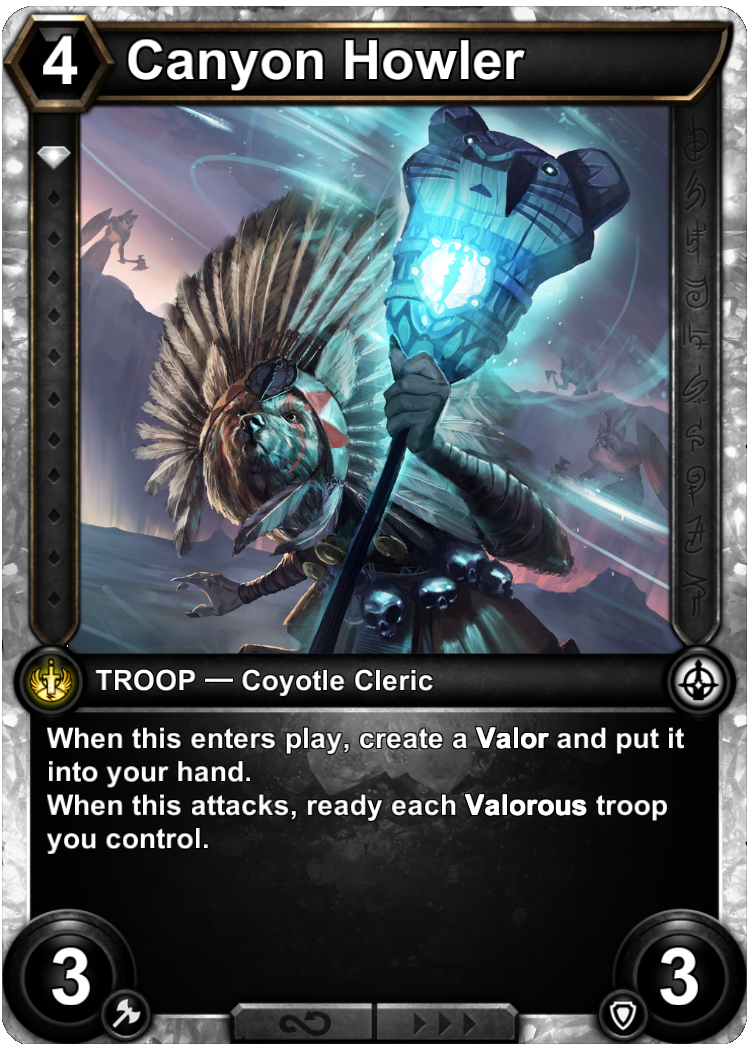 4
Canyon Howler
TROOP — Coyotle Cleric
When this enters play, create a Valor and put it
into your hand.
When this attacks, ready each Valorous troop
you control.
3
3